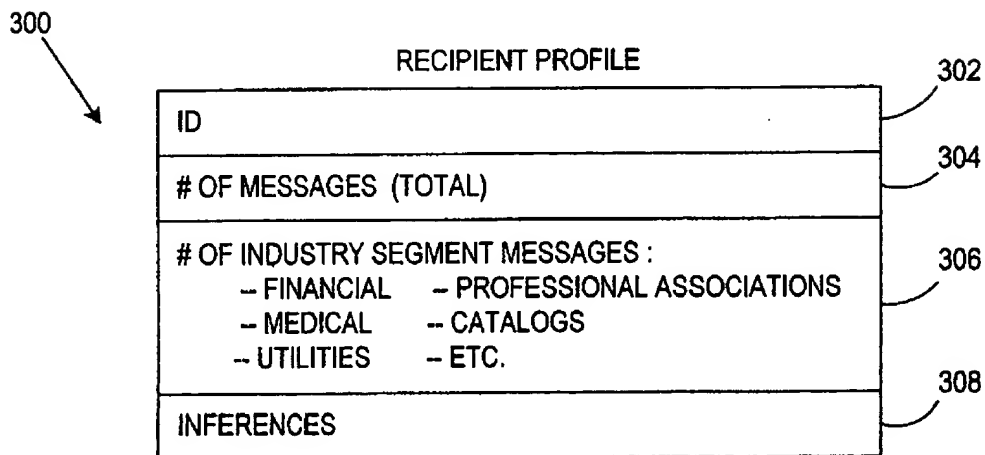 300
RECIPIENT PROFILE
302
ID
304
# OF MESSAGES (TOTAL)
306
# OF INDUSTRY SEGMENT MESSAGES :
-- FINANCIAL -- PROFESSIONAL ASSOCIATIONS
-- MEDICAL -- CATALOGS
-- UTILITIES -- ETC.
308
INFERENCES